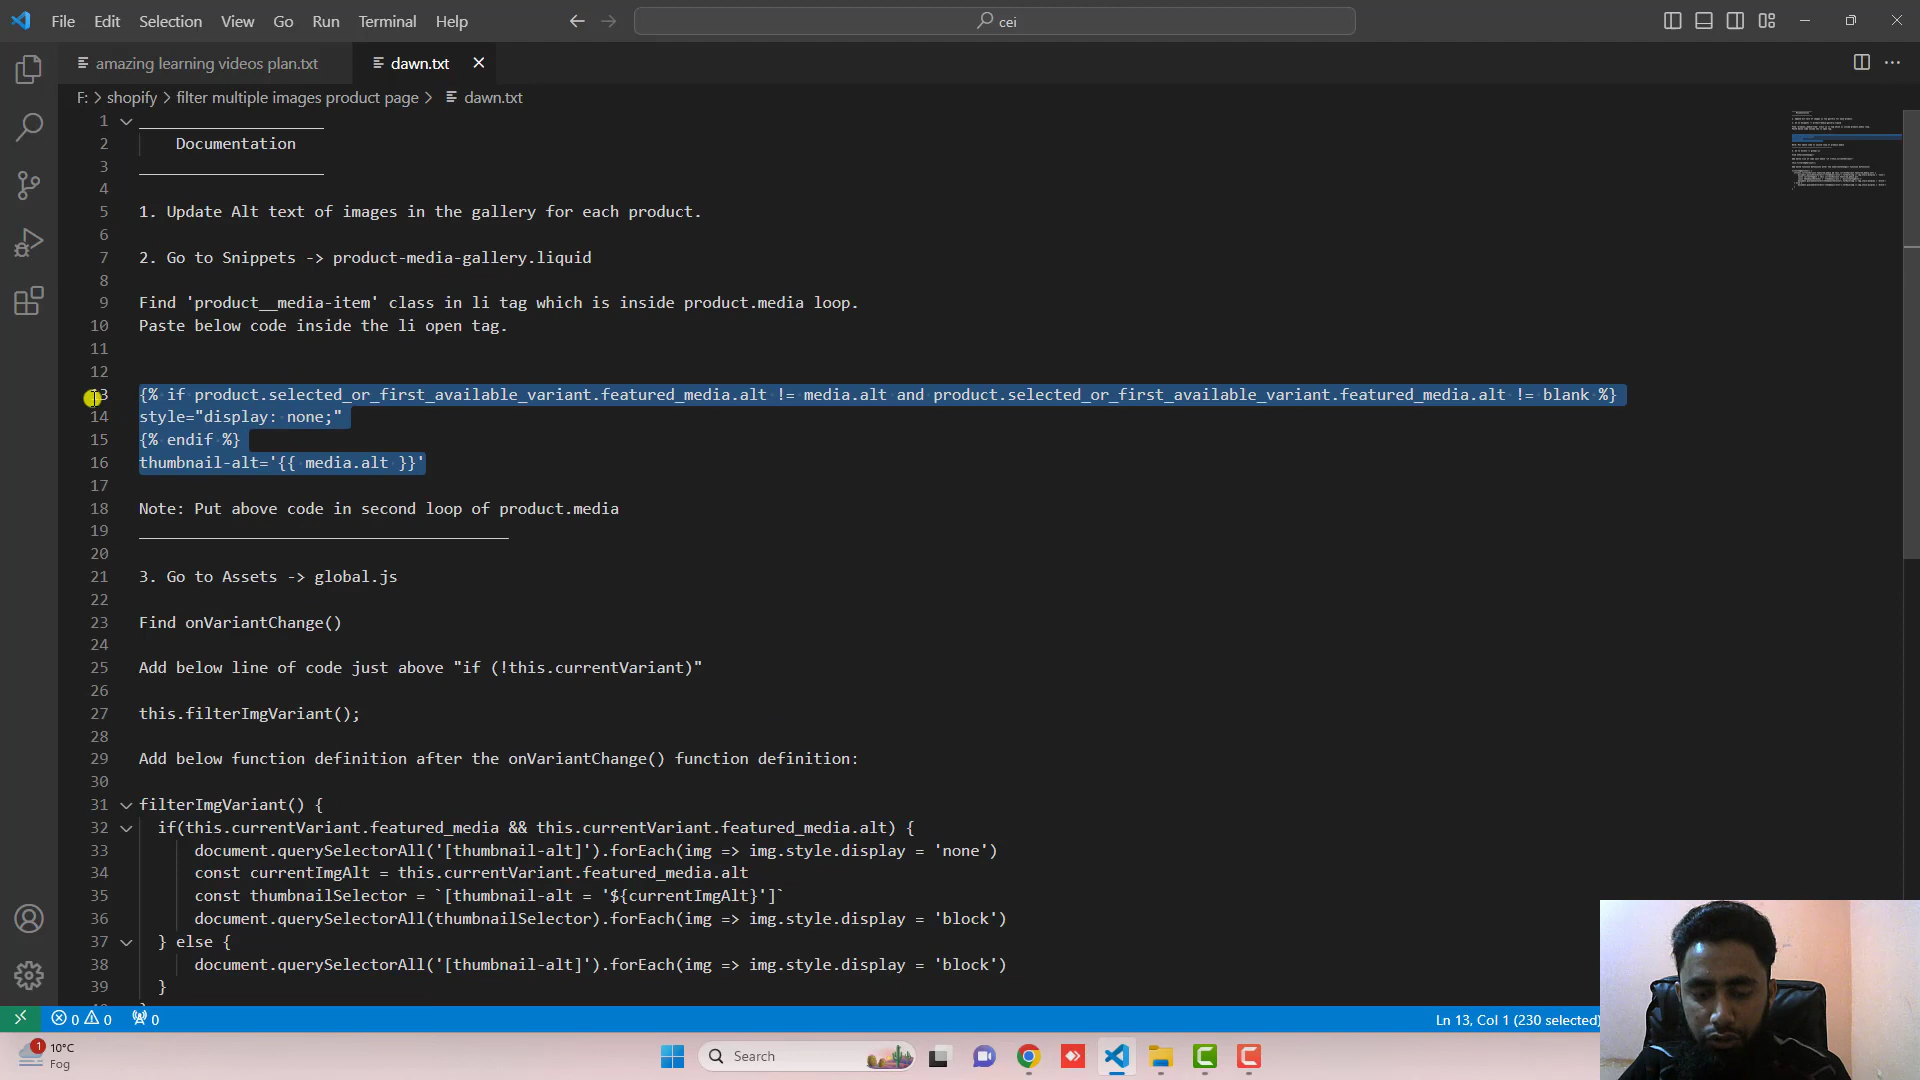 File Edit Selection View Go Run Terminal Help
cei
amazing learning videos plan.txt
dawn.txt
F: > shopify > filter multiple images product page > dawn.txt
1
2 Documentation
3
4
5 1. Update Alt text of images in the gallery for each product.
6
7 2. Go to Snippets -> product-media-gallery.liquid
8
9 Find 'product__media-item' class in li tag which is inside product.media loop.
10 Paste below code inside the li open tag.
11
12
13 {% if product.selected_or_first_available_variant.featured_media.alt != media.alt and product.selected_or_first_available_variant.featured_media.alt != blank %}
14 style="display: none;"
15 {% endif %}
16 thumbnail-alt='{{ media.alt }}'
17
18 Note: Put above code in second loop of product.media
19
20
21 3. Go to Assets -> global.js
22
23 Find onVariantChange()
24
25 Add below line of code just above "if (!this.currentVariant)"
26
27 this.filterImgVariant();
28
29 Add below function definition after the onVariantChange() function definition:
30
31 filterImgVariant() {
32 if(this.currentVariant.featured_media && this.currentVariant.featured_media.alt) {
33 document.querySelectorAll('[thumbnail-alt]').forEach(img => img.style.display = 'none')
34 const currentImgAlt = this.currentVariant.featured_media.alt
35 const thumbnailSelector = `[thumbnail-alt = '${currentImgAlt}']`
36 document.querySelectorAll(thumbnailSelector).forEach(img => img.style.display = 'block')
37 } else {
38 document.querySelectorAll('[thumbnail-alt]').forEach(img => img.style.display = 'block')
39 }
0 0 0
Ln 13, Col 1 (230 selected)
1
10°C
Fog
Search